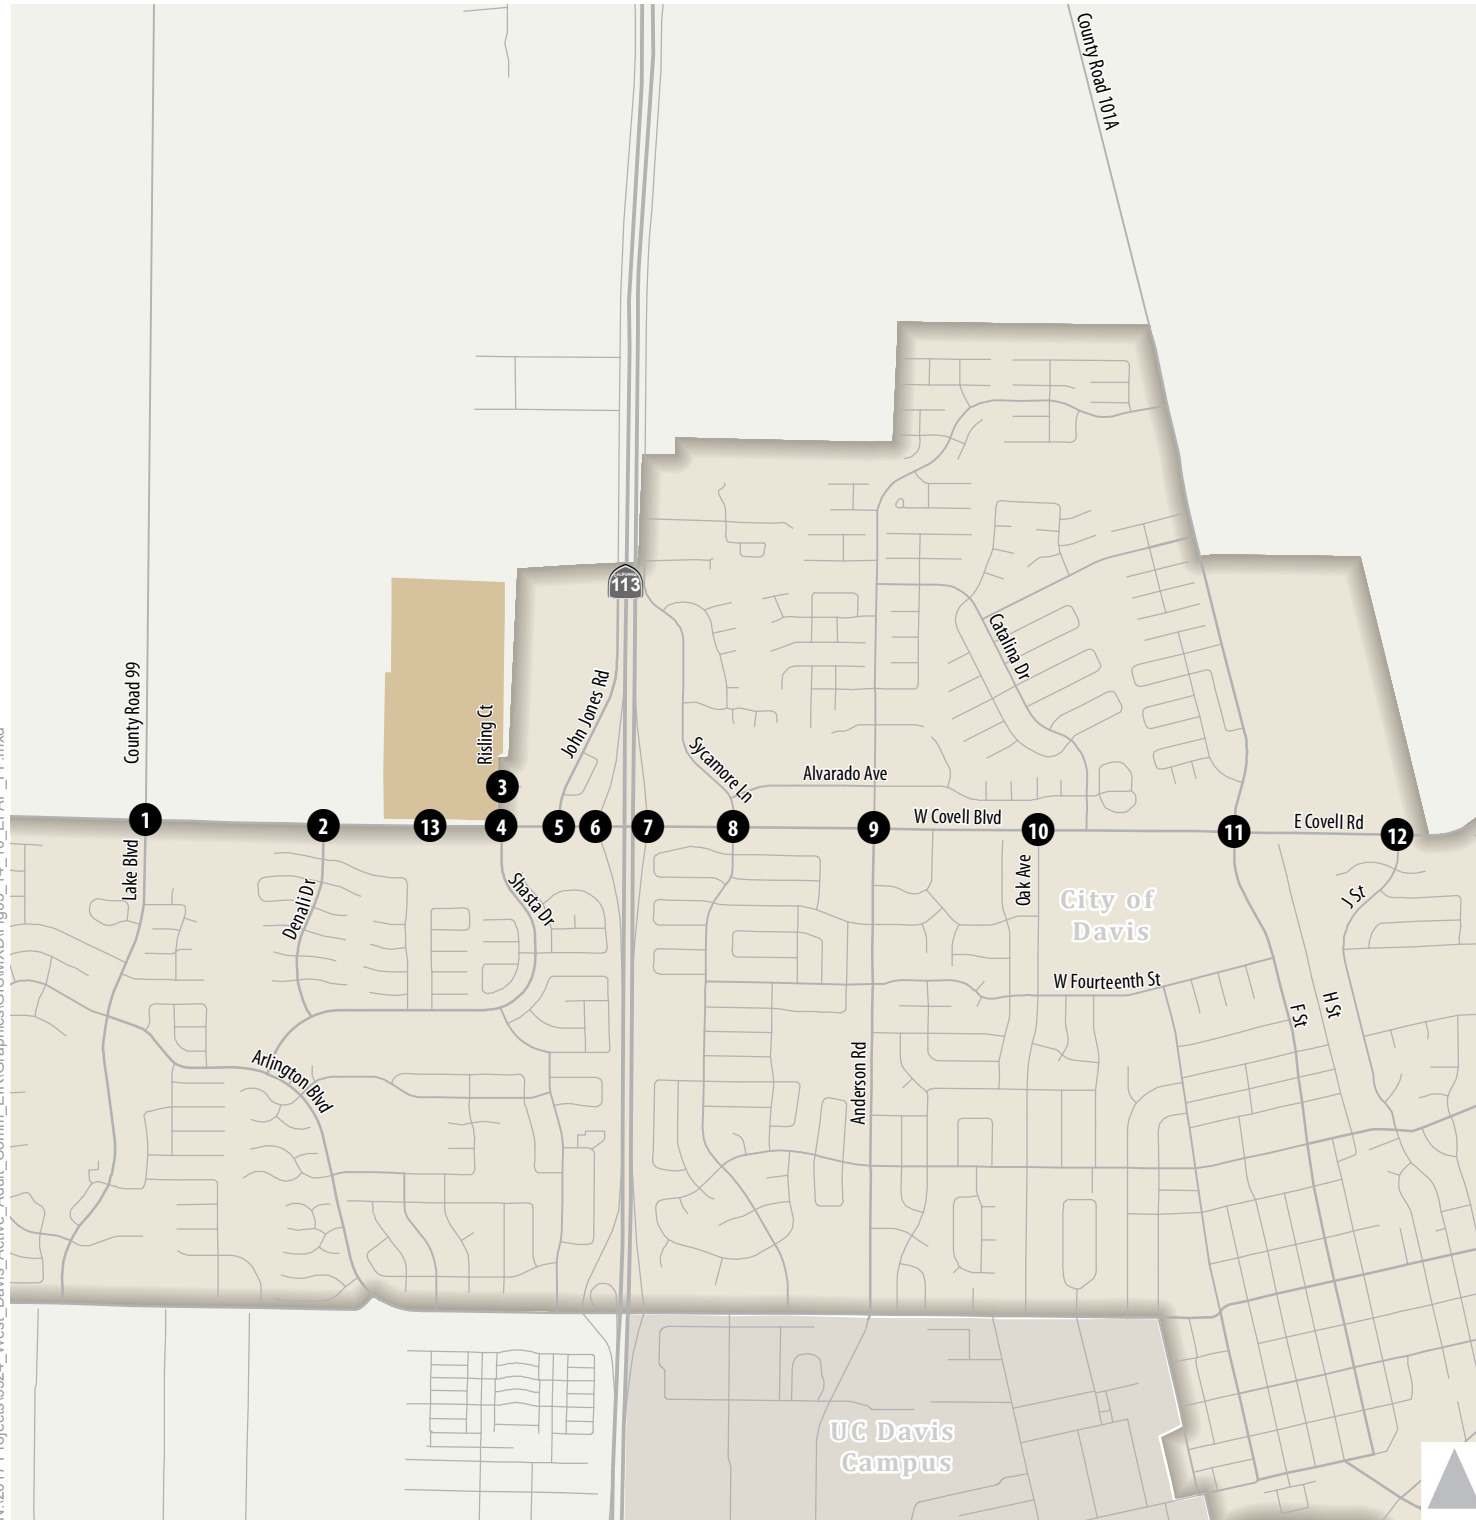 County Road 101A
CALIFORNIA
113
County Road 99
Risling Ct
John Jones Rd
Sycamore Ln
Catalina Dr
Alvarado Ave
W Covell Blvd
E Covell Rd
1
2
13
3
4
5
6
7
8
9
10
11
12
Lake Blvd
Denali Dr
Shasta Dr
Oak Ave
City of
Davis
J St
W Fourteenth St
F St
H St
Arlington Blvd
Anderson Rd
UC Davis
Campus